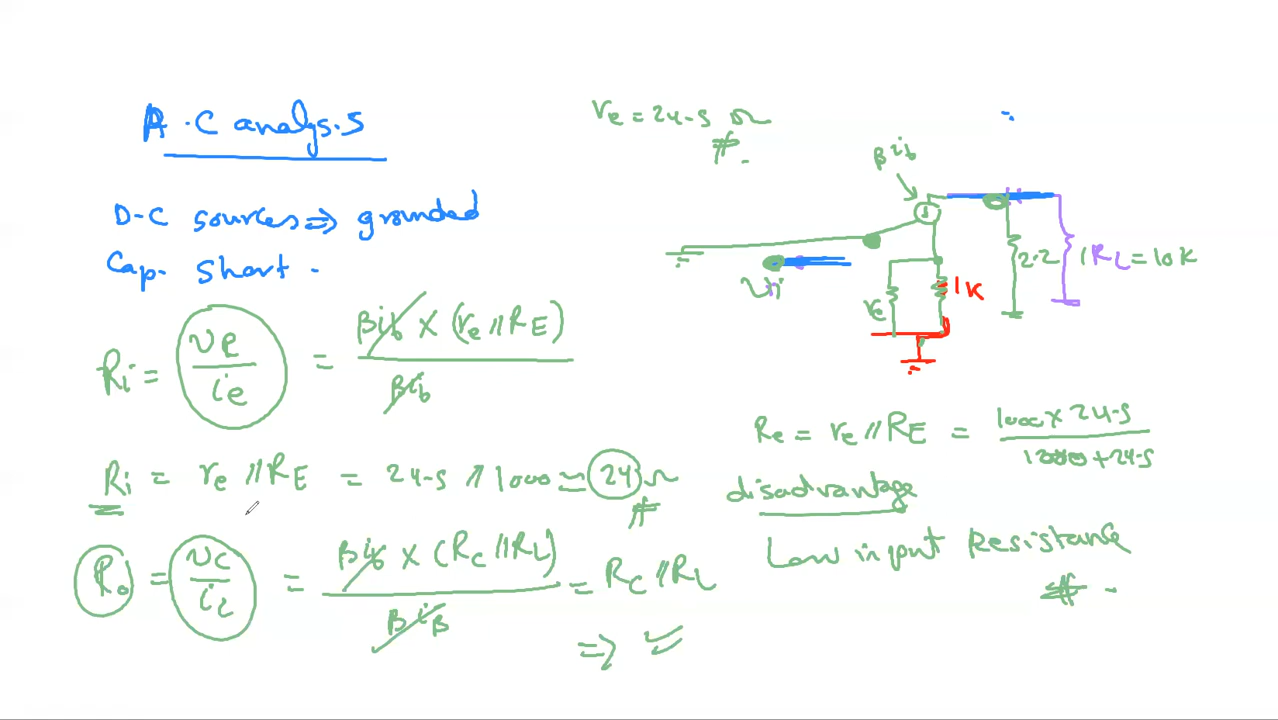 A.C analysis
D-C sources ⇒ grounded
Cap. Short.
Ri = ve/ie = βib × (re // RE) / βib
Ri = re // RE = 24.5 // 1000 ≃ 24 Ω #
Ro = vc/ic = βib × (RC // RL) / βiβ = RC // RL
⇒
re = 24.5 Ω #
βib
2.2
RL = 10K
Vi
re
1K
Re = re // RE = 1000 × 24.5 / 1000 + 24.5
disadvantage
Low input Resistance #